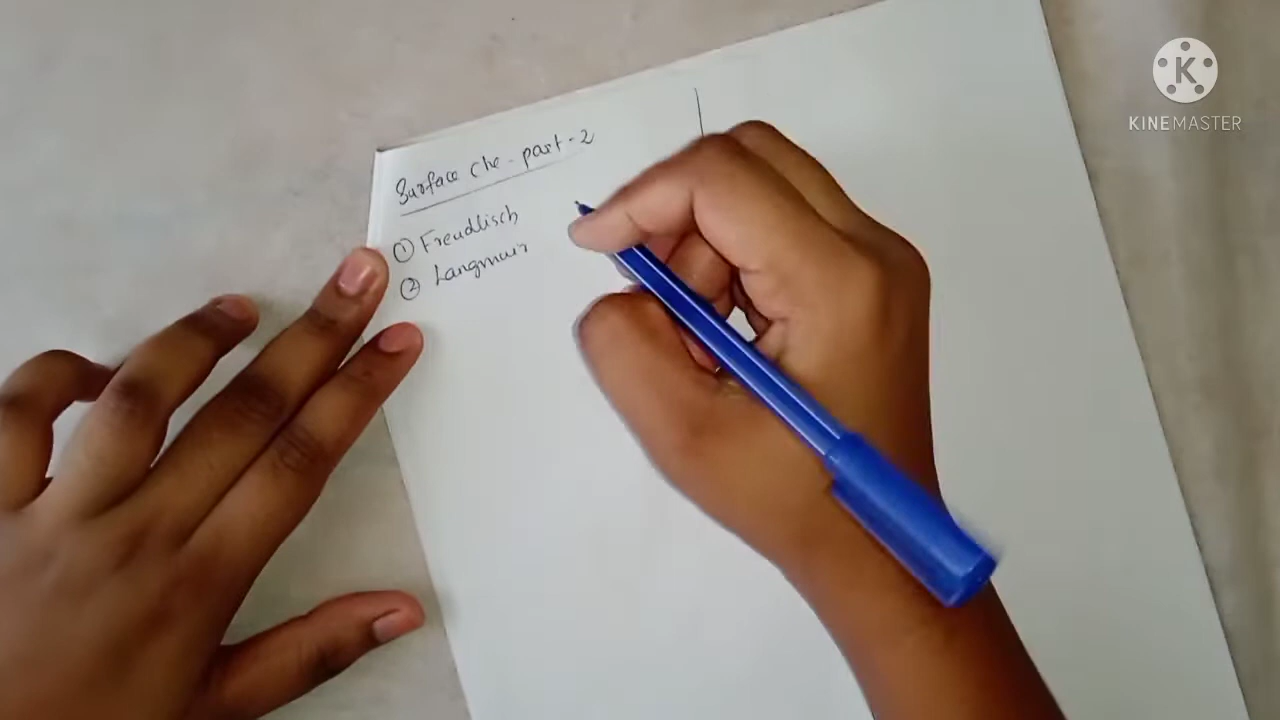 Surface Che - part - 2
① Freudlisch
② Langmuir
K
KINEMASTER